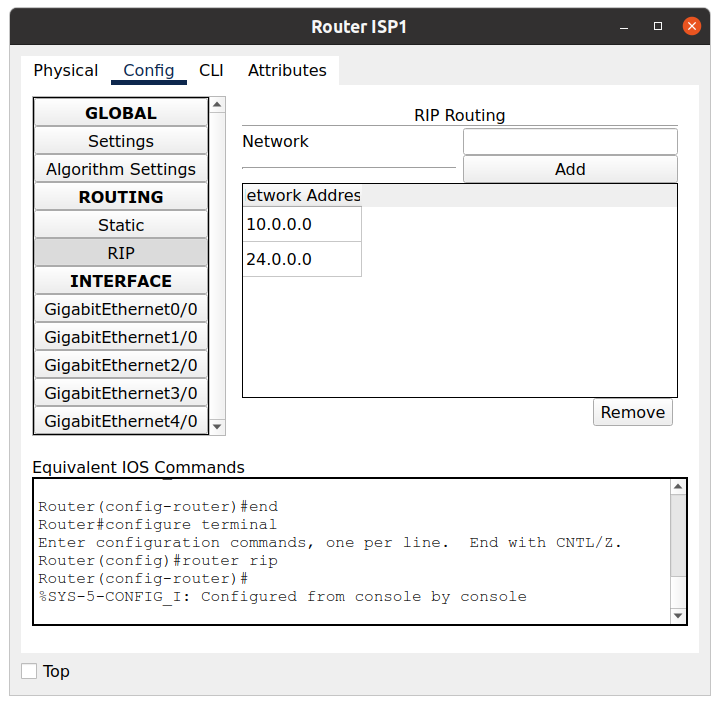 Router ISP1
Physical Config CLI Attributes
GLOBAL
Settings
Algorithm Settings
ROUTING
Static
RIP
INTERFACE
GigabitEthernet0/0
GigabitEthernet1/0
GigabitEthernet2/0
GigabitEthernet3/0
GigabitEthernet4/0
RIP Routing
Network
Add
etwork Addres
10.0.0.0
24.0.0.0
Remove
Equivalent IOS Commands
Router(config-router)#end
Router#configure terminal
Enter configuration commands, one per line.  End with CNTL/Z.
Router(config)#router rip
Router(config-router)#
%SYS-5-CONFIG_I: Configured from console by console
Top